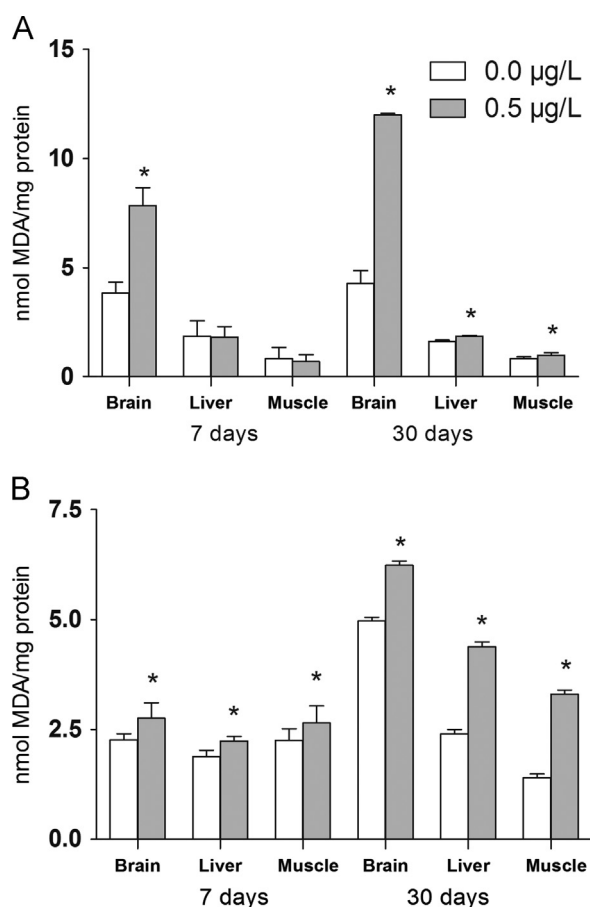 A
15
10
5
0
nmol MDA/mg protein
0.0 µg/L
0.5 µg/L
*
*
*
*
Brain Liver Muscle Brain Liver Muscle
7 days 30 days
B
7.5
5.0
2.5
0.0
nmol MDA/mg protein
*
*
*
*
*
*
Brain Liver Muscle Brain Liver Muscle
7 days 30 days